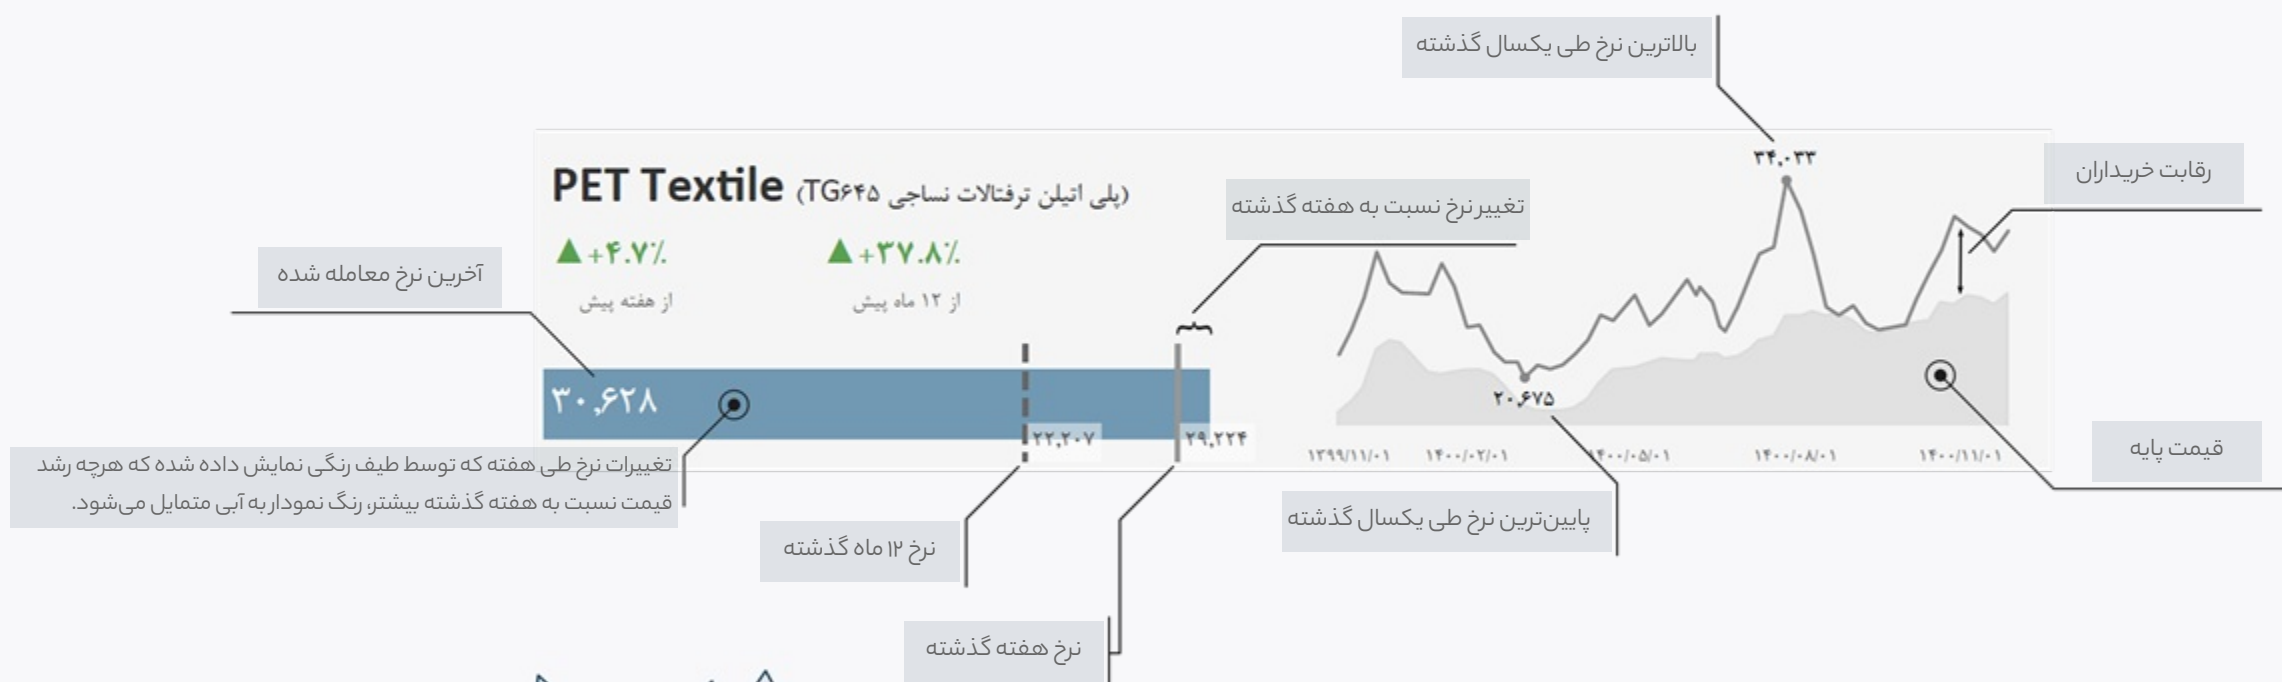 بالاترین نرخ طی یکسال گذشته
۳۴,۰۳۳
رقابت خریداران
PET Textile (پلی اتیلن ترفتالات نساجی TG۶۴۵)
تغییر نرخ نسبت به هفته گذشته
+۴.۷٪
+۳۷.۸٪
از هفته پیش
از ۱۲ ماه پیش
آخرین نرخ معامله شده
۳۰,۶۲۸
۲۲,۲۰۷
۲۹,۲۲۴
۲۰,۶۷۵
۱۳۹۹/۱۱/۰۱
۱۴۰۰/۰۲/۰۱
۱۴۰۰/۰۵/۰۱
۱۴۰۰/۰۸/۰۱
۱۴۰۰/۱۱/۰۱
قیمت پایه
تغییرات نرخ طی هفته که توسط طیف رنگی نمایش داده شده که هرچه رشد
قیمت نسبت به هفته گذشته بیشتر، رنگ نمودار به آبی متمایل می‌شود.
پایین‌ترین نرخ طی یکسال گذشته
نرخ ۱۲ ماه گذشته
نرخ هفته گذشته